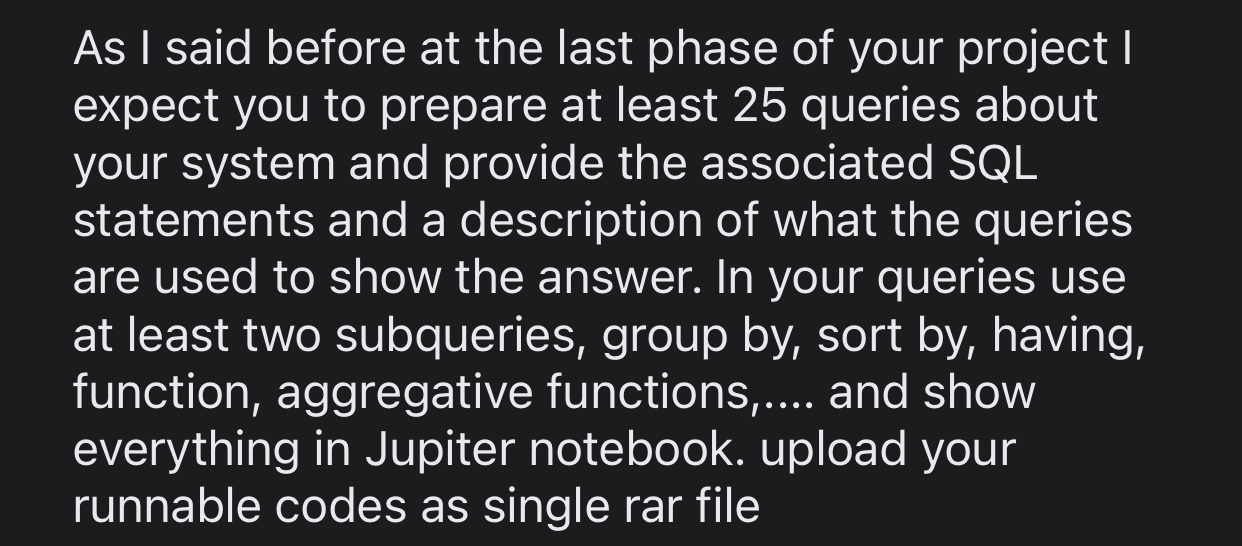 As I said before at the last phase of your project I
expect you to prepare at least 25 queries about
your system and provide the associated SQL
statements and a description of what the queries
are used to show the answer. In your queries use
at least two subqueries, group by, sort by, having,
function, aggregative functions,.... and show
everything in Jupiter notebook. upload your
runnable codes as single rar file